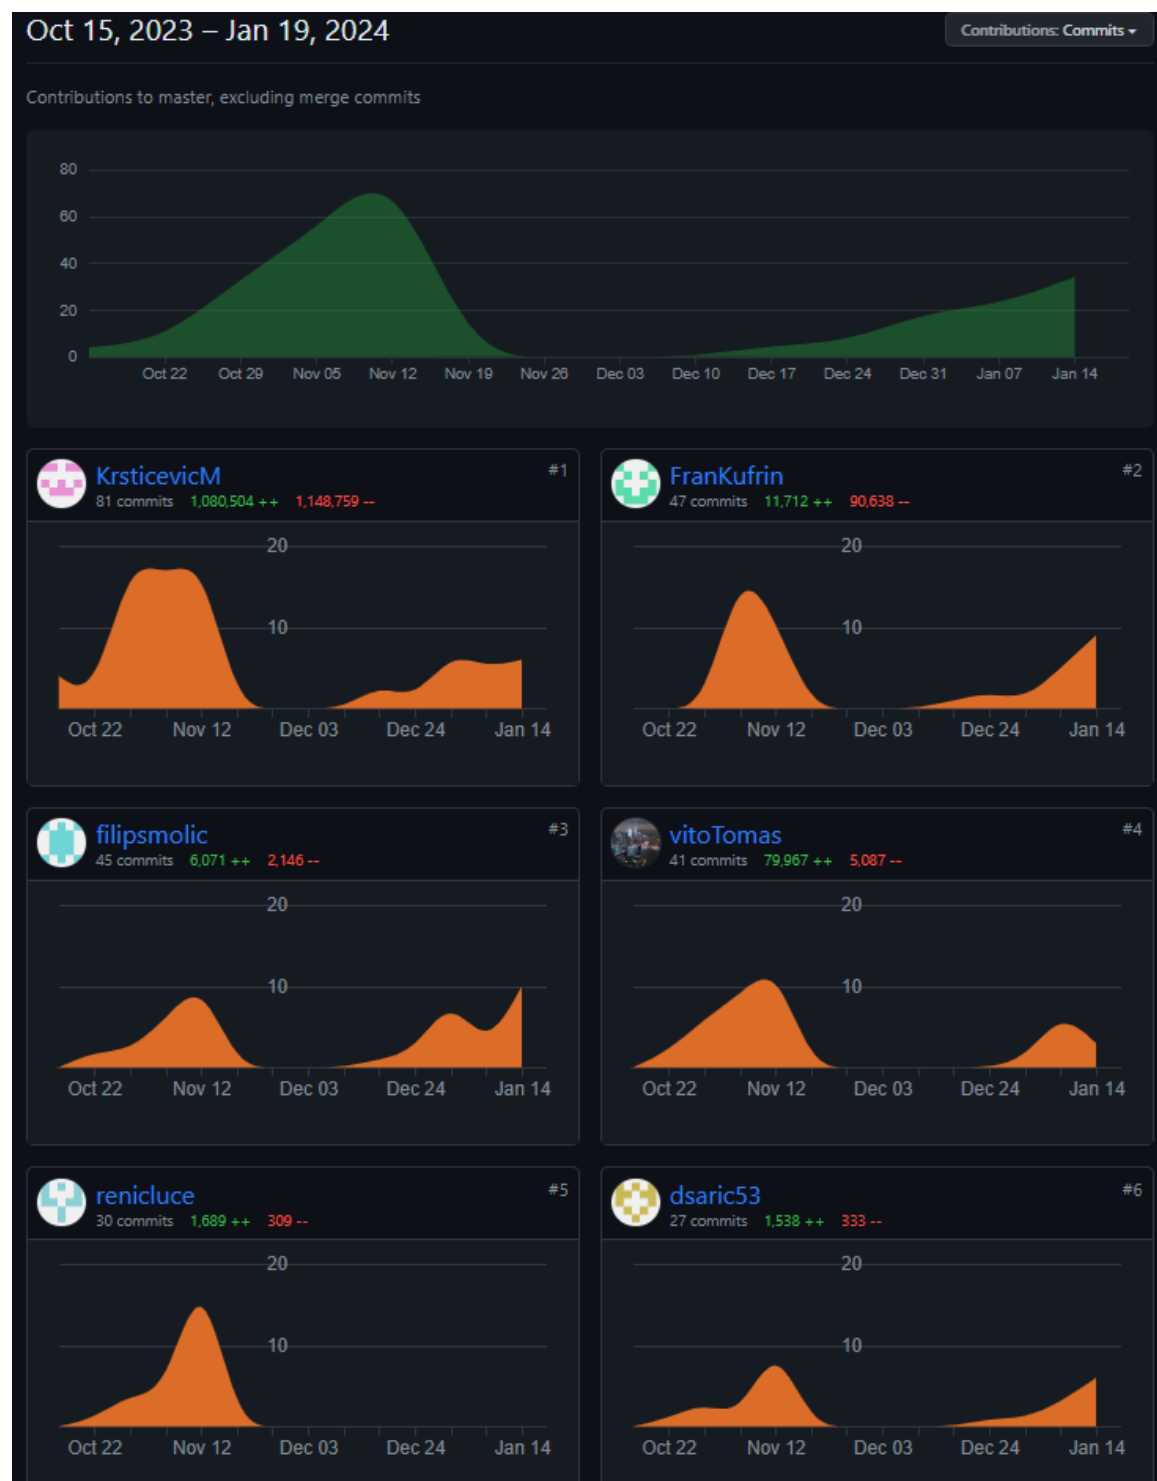 Oct 15, 2023 – Jan 19, 2024
Contributions: Commits
Contributions to master, excluding merge commits
80
60
40
20
0
Oct 22 Oct 29 Nov 05 Nov 12 Nov 19 Nov 26 Dec 03 Dec 10 Dec 17 Dec 24 Dec 31 Jan 07 Jan 14
KrsticevicM #1
81 commits 1,080,504 ++ 1,148,759 --
20
10
Oct 22 Nov 12 Dec 03 Dec 24 Jan 14
FranKufrin #2
47 commits 11,712 ++ 90,638 --
20
10
Oct 22 Nov 12 Dec 03 Dec 24 Jan 14
filipsmolic #3
45 commits 6,071 ++ 2,146 --
20
10
Oct 22 Nov 12 Dec 03 Dec 24 Jan 14
vitoTomas #4
41 commits 79,967 ++ 5,087 --
20
10
Oct 22 Nov 12 Dec 03 Dec 24 Jan 14
renicluce #5
30 commits 1,689 ++ 309 --
20
10
Oct 22 Nov 12 Dec 03 Dec 24 Jan 14
dsaric53 #6
27 commits 1,538 ++ 333 --
20
10
Oct 22 Nov 12 Dec 03 Dec 24 Jan 14